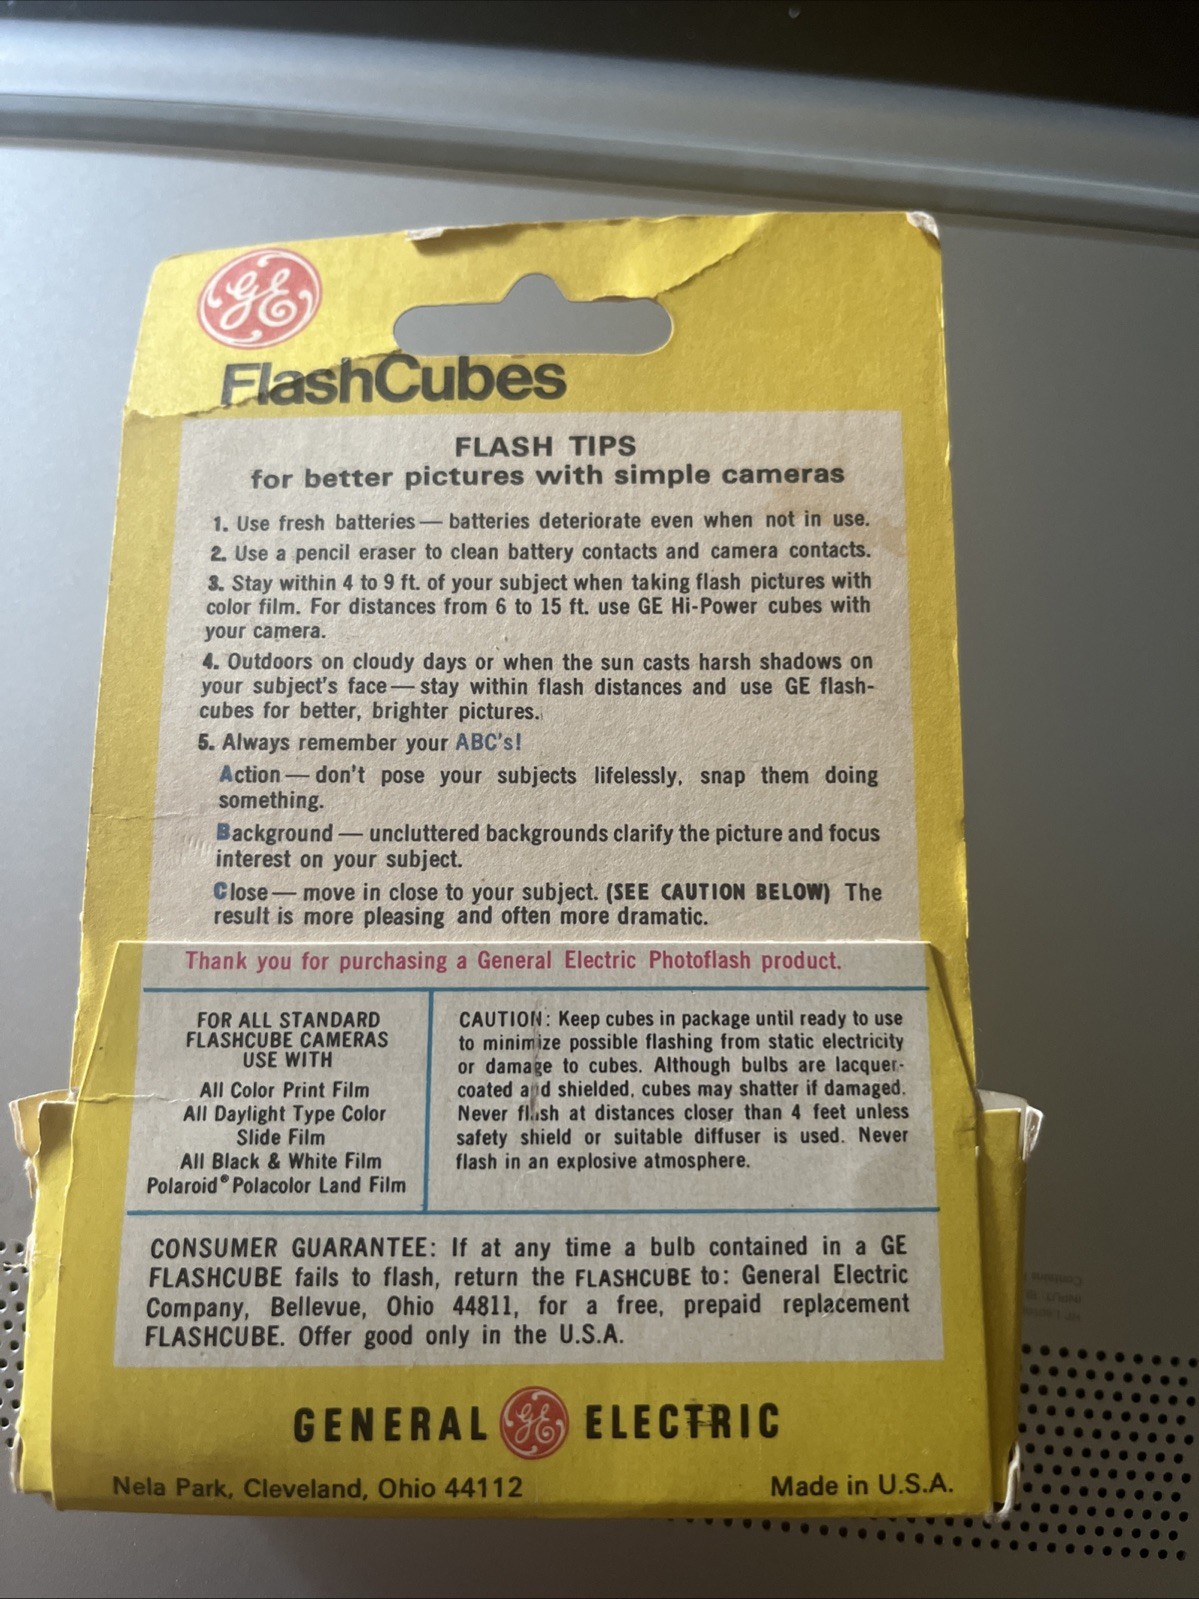 GE
FlashCubes
FLASH TIPS
for better pictures with simple cameras
1. Use fresh batteries — batteries deteriorate even when not in use.
2. Use a pencil eraser to clean battery contacts and camera contacts.
3. Stay within 4 to 9 ft. of your subject when taking flash pictures with
color film. For distances from 6 to 15 ft. use GE Hi-Power cubes with
your camera.
4. Outdoors on cloudy days or when the sun casts harsh shadows on
your subject's face — stay within flash distances and use GE flash-
cubes for better, brighter pictures.
5. Always remember your ABC's!
Action — don't pose your subjects lifelessly, snap them doing
something.
Background — uncluttered backgrounds clarify the picture and focus
interest on your subject.
Close — move in close to your subject. (SEE CAUTION BELOW) The
result is more pleasing and often more dramatic.
Thank you for purchasing a General Electric Photoflash product.
FOR ALL STANDARD
FLASHCUBE CAMERAS
USE WITH
All Color Print Film
All Daylight Type Color
Slide Film
All Black & White Film
Polaroid® Polacolor Land Film
CAUTION: Keep cubes in package until ready to use
to minimize possible flashing from static electricity
or damage to cubes. Although bulbs are lacquer-
coated and shielded, cubes may shatter if damaged.
Never flash at distances closer than 4 feet unless
safety shield or suitable diffuser is used. Never
flash in an explosive atmosphere.
CONSUMER GUARANTEE: If at any time a bulb contained in a GE
FLASHCUBE fails to flash, return the FLASHCUBE to: General Electric
Company, Bellevue, Ohio 44811, for a free, prepaid replacement
FLASHCUBE. Offer good only in the U.S.A.
GENERAL GE ELECTRIC
Nela Park, Cleveland, Ohio 44112
Made in U.S.A.